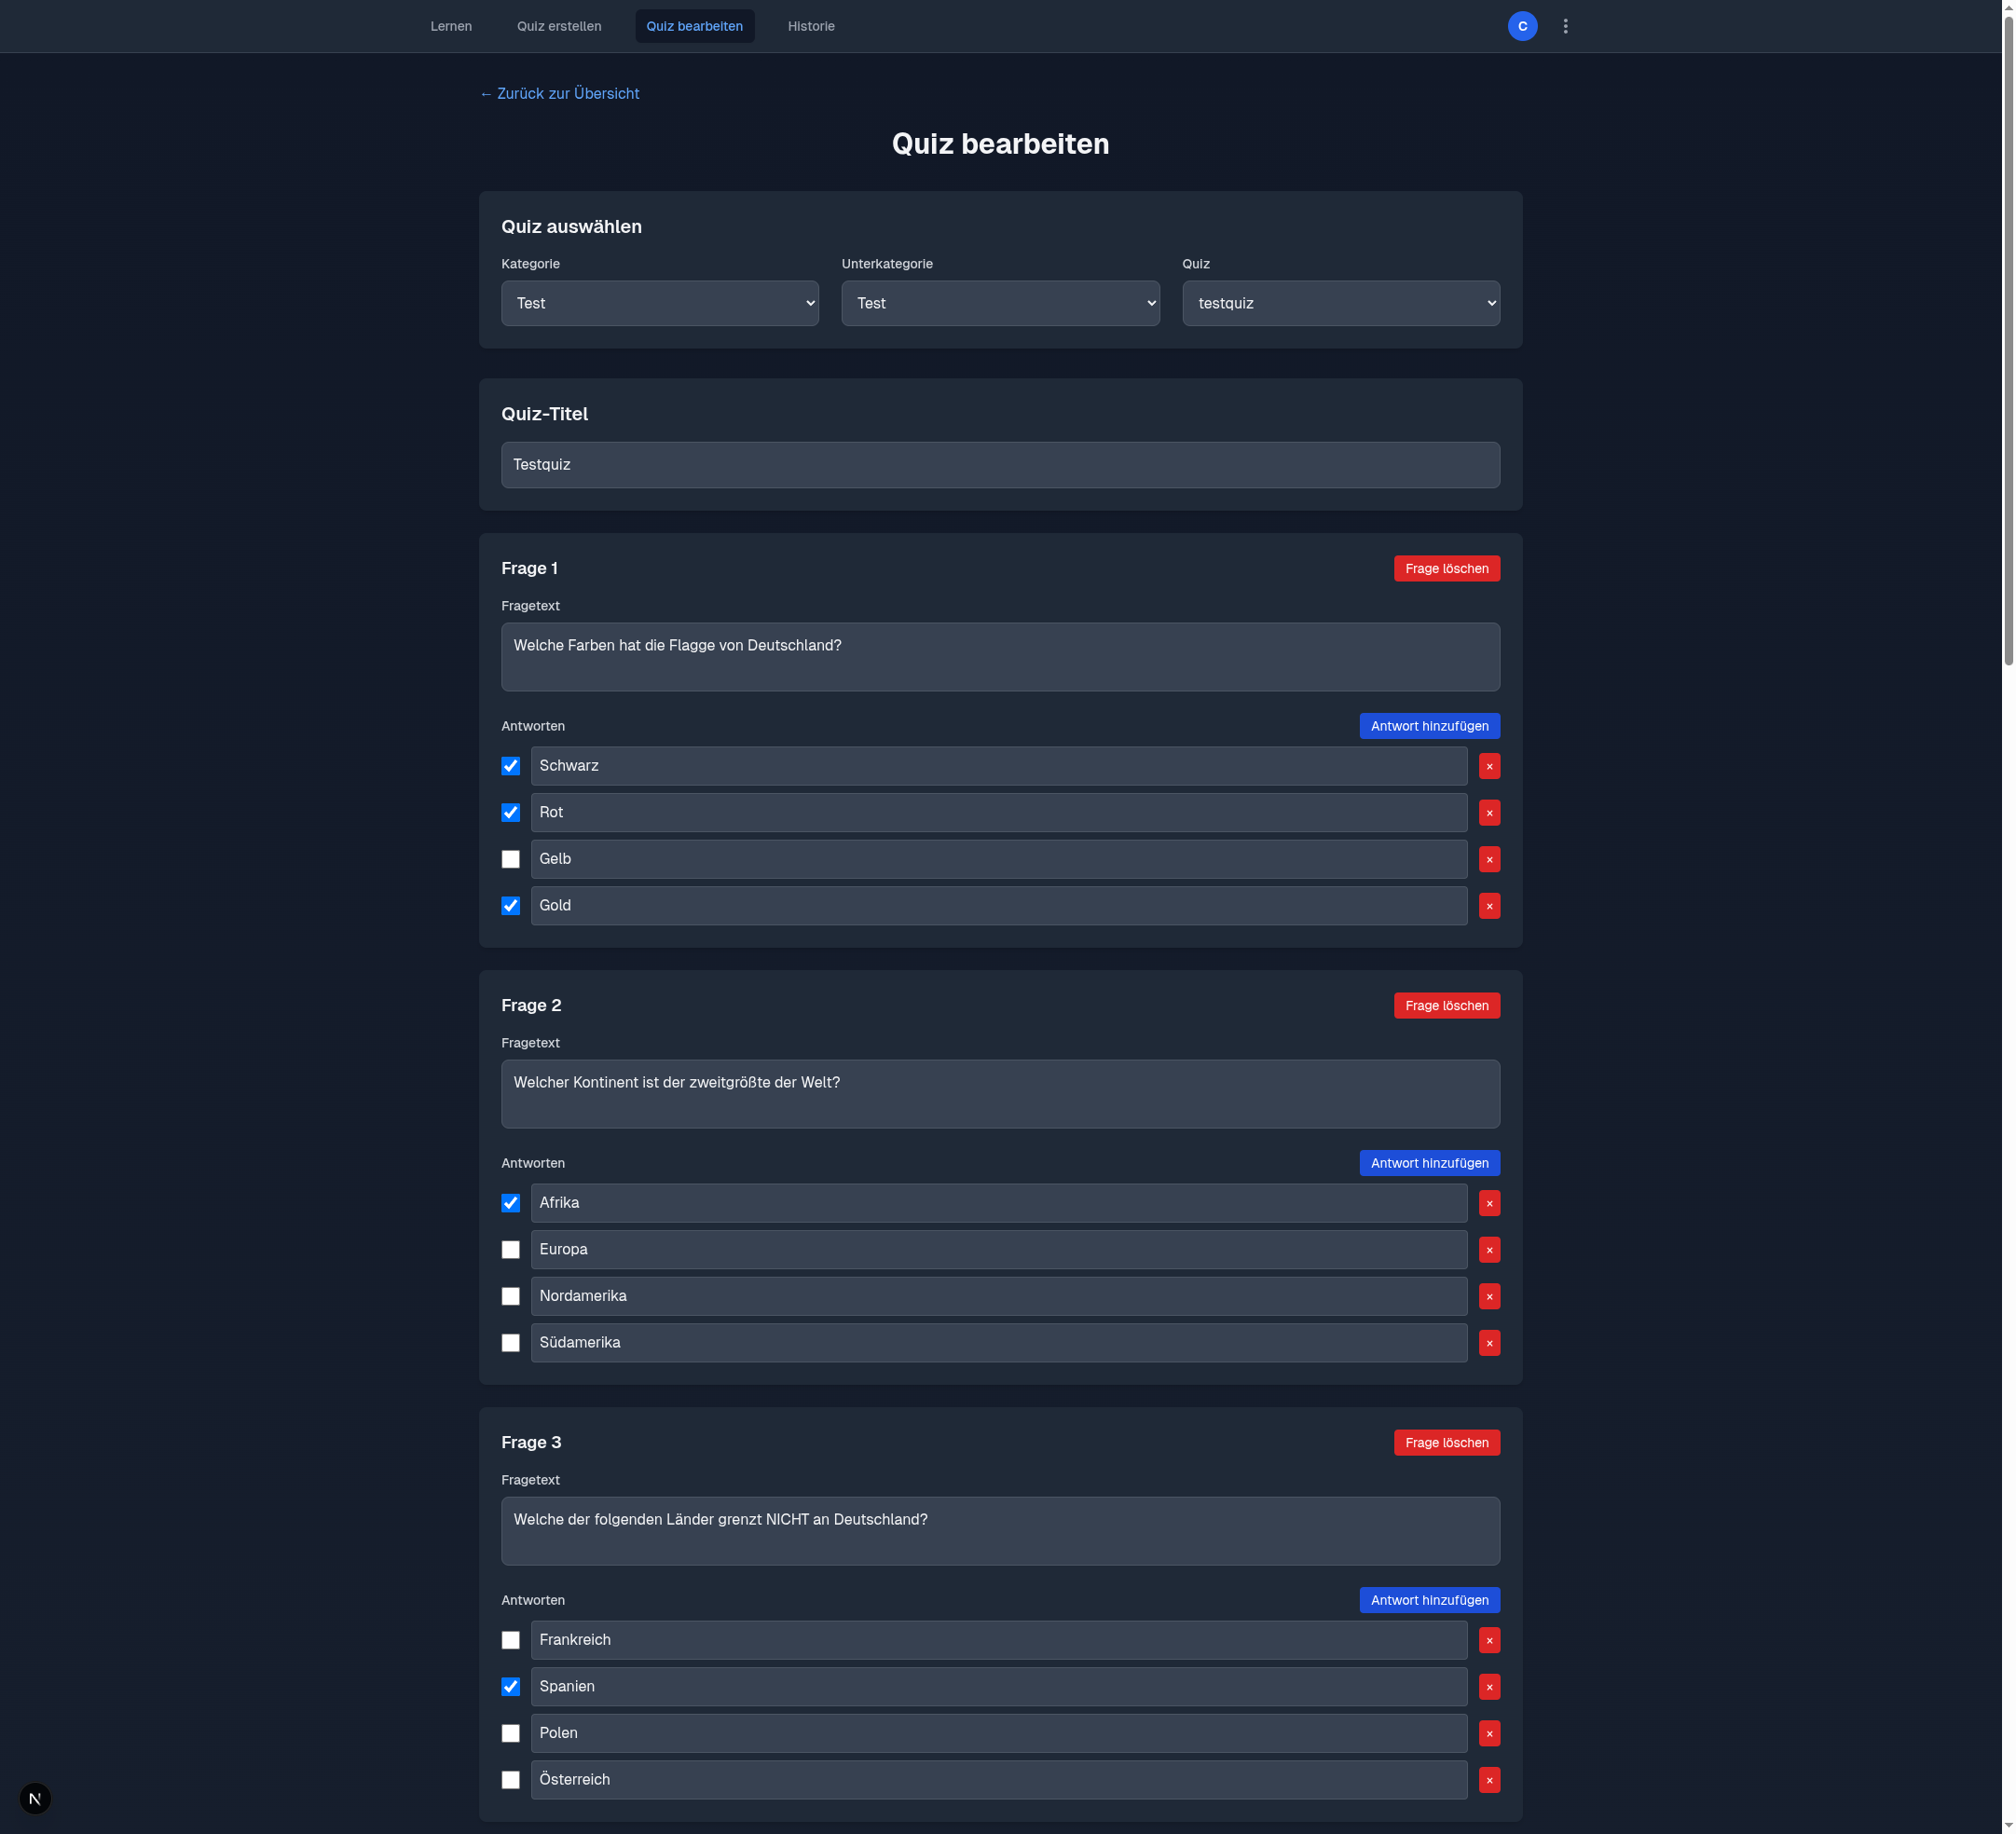 Lernen Quiz erstellen Quiz bearbeiten Historie C
← Zurück zur Übersicht
Quiz bearbeiten
Quiz auswählen
Kategorie Unterkategorie Quiz
Test Test testquiz
Quiz-Titel
Testquiz
Frage 1 Frage löschen
Fragetext
Welche Farben hat die Flagge von Deutschland?
Antworten Antwort hinzufügen
Schwarz ×
Rot ×
Gelb ×
Gold ×
Frage 2 Frage löschen
Fragetext
Welcher Kontinent ist der zweitgrößte der Welt?
Antworten Antwort hinzufügen
Afrika ×
Europa ×
Nordamerika ×
Südamerika ×
Frage 3 Frage löschen
Fragetext
Welche der folgenden Länder grenzt NICHT an Deutschland?
Antworten Antwort hinzufügen
Frankreich ×
Spanien ×
Polen ×
Österreich ×
N